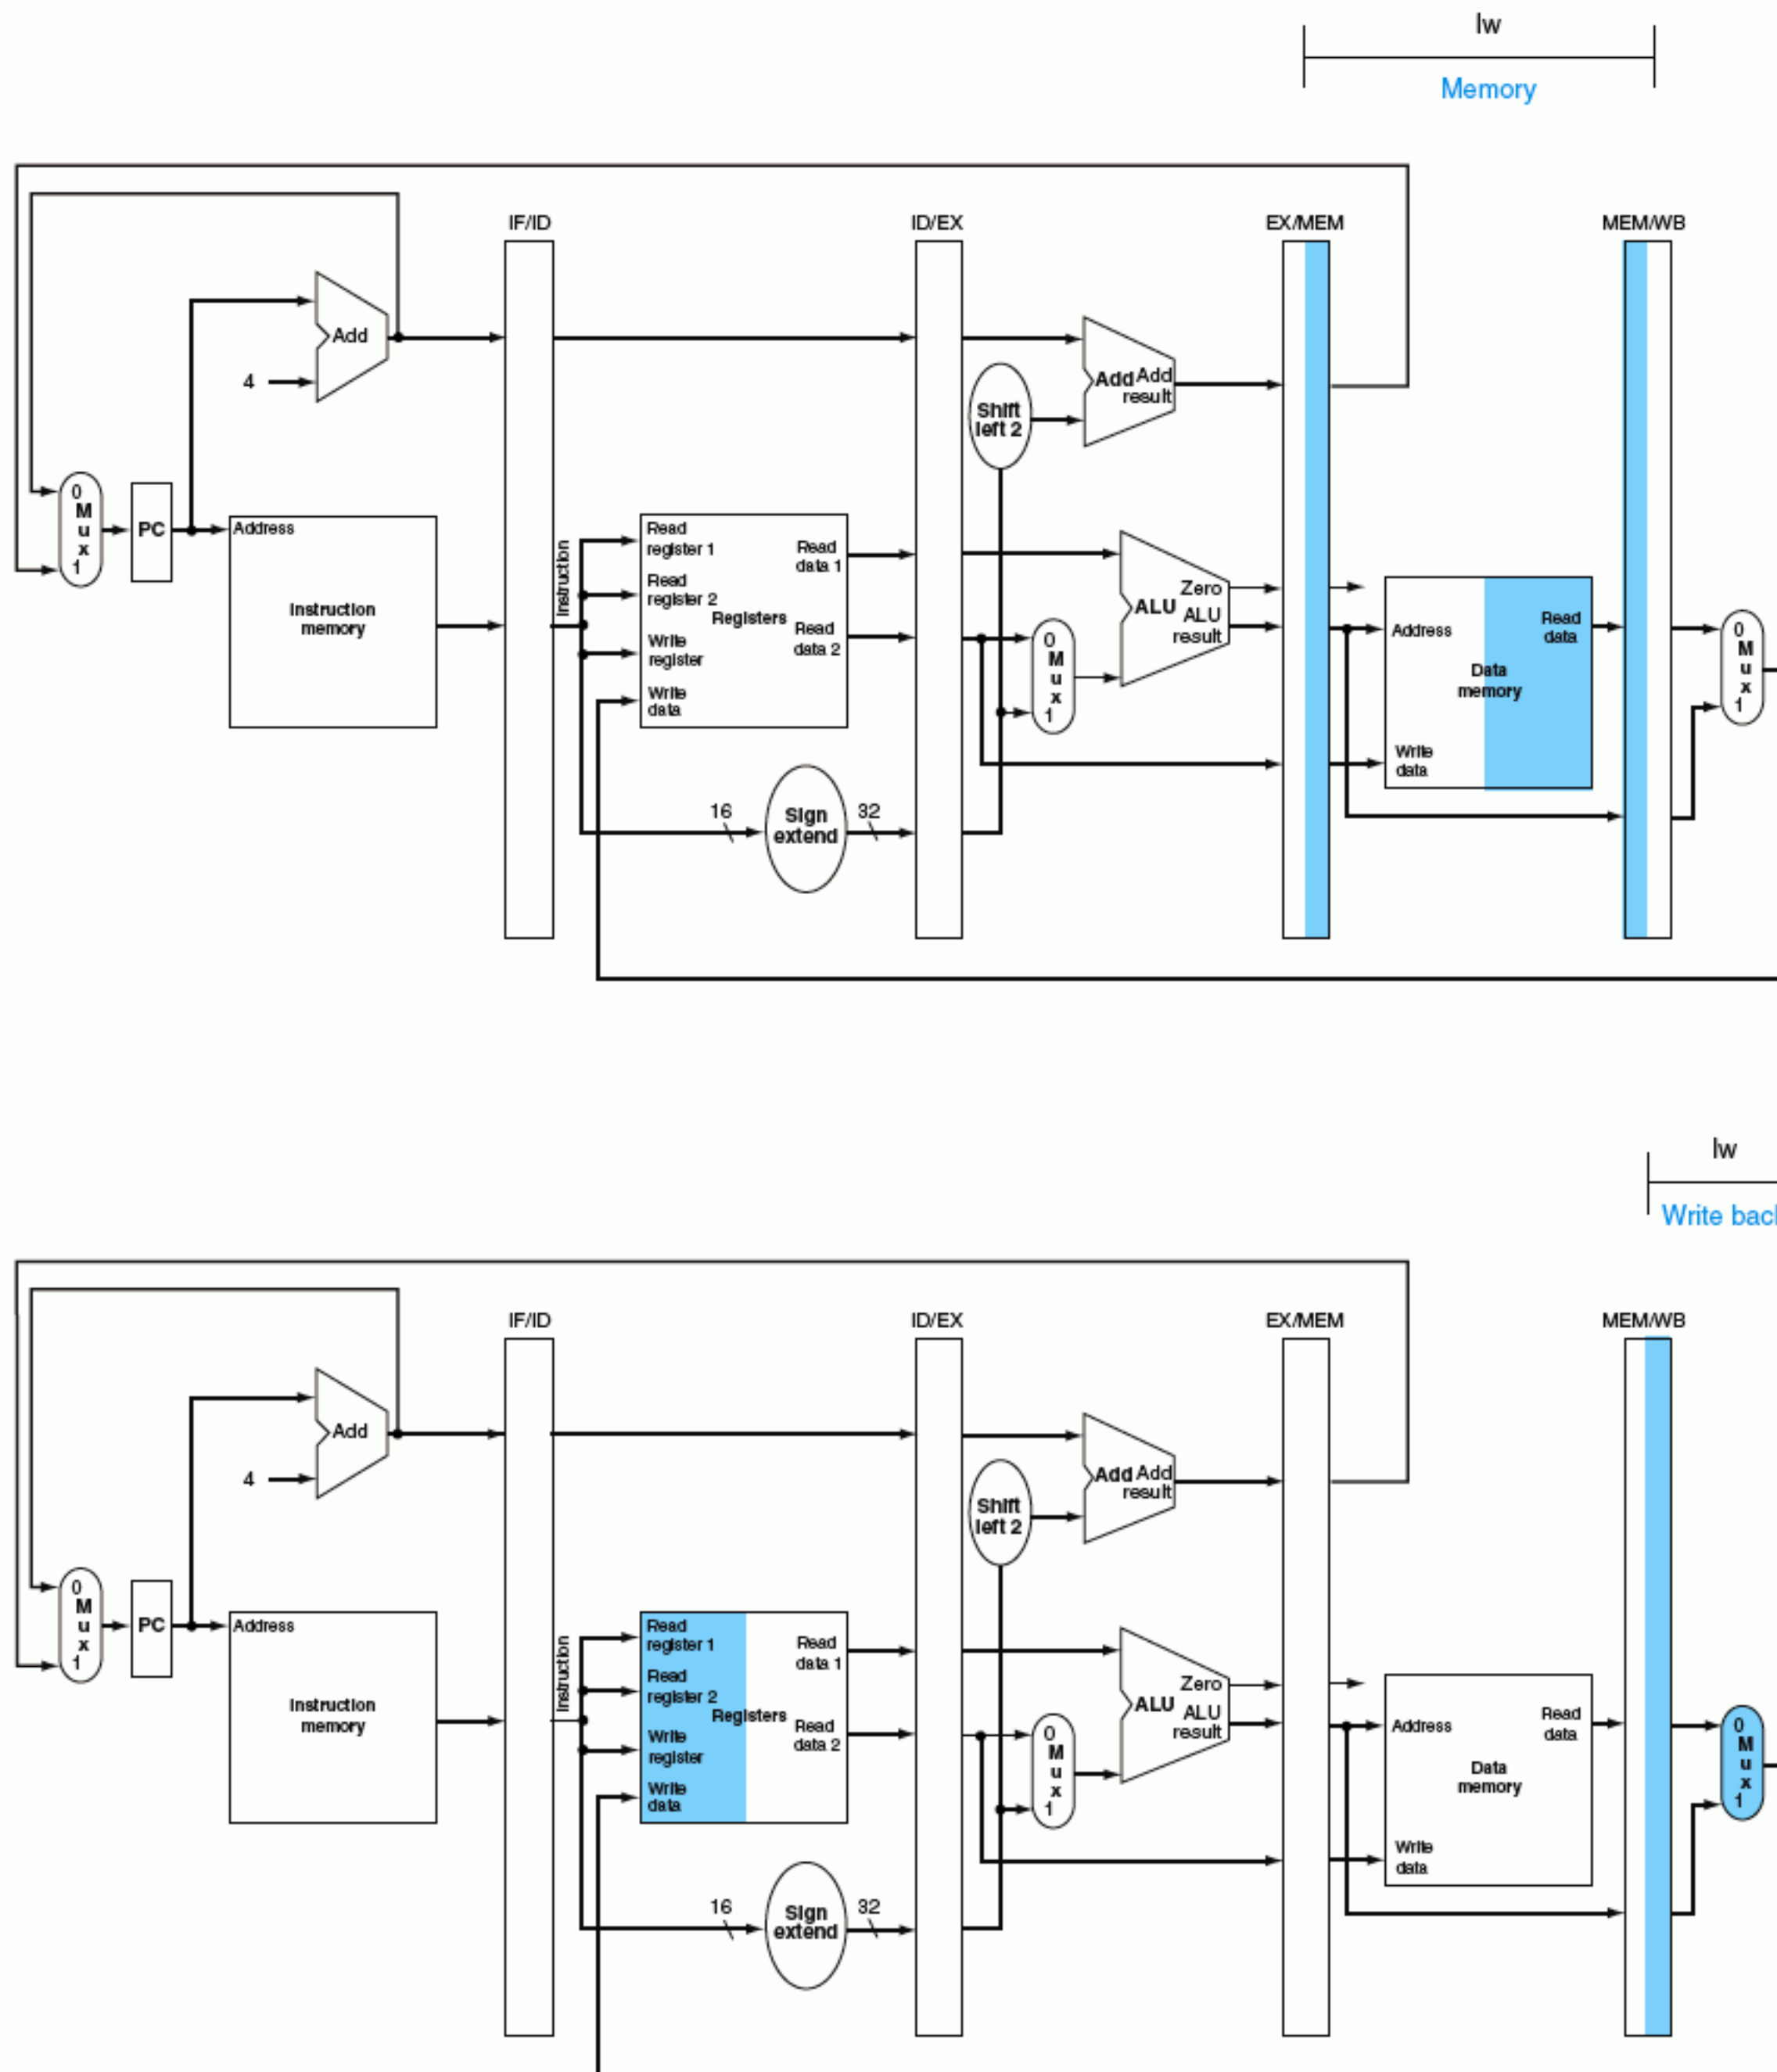 lw
Memory
IF/ID
ID/EX
EX/MEM
MEM/WB
Add
4
Shift
left 2
Add Add
result
0
M
u
x
1
PC
Address
Instruction
memory
Instruction
Read
register 1
Read
register 2
Write
register
Write
data
Registers
Read
data 1
Read
data 2
0
M
u
x
1
Zero
ALU
ALU
result
Address
Read
data
Data
memory
Write
data
0
M
u
x
1
16
Sign
extend
32
lw
Write back
IF/ID
ID/EX
EX/MEM
MEM/WB
Add
4
Shift
left 2
Add Add
result
0
M
u
x
1
PC
Address
Instruction
memory
Instruction
Read
register 1
Read
register 2
Write
register
Write
data
Registers
Read
data 1
Read
data 2
0
M
u
x
1
Zero
ALU
ALU
result
Address
Read
data
Data
memory
Write
data
0
M
u
x
1
16
Sign
extend
32